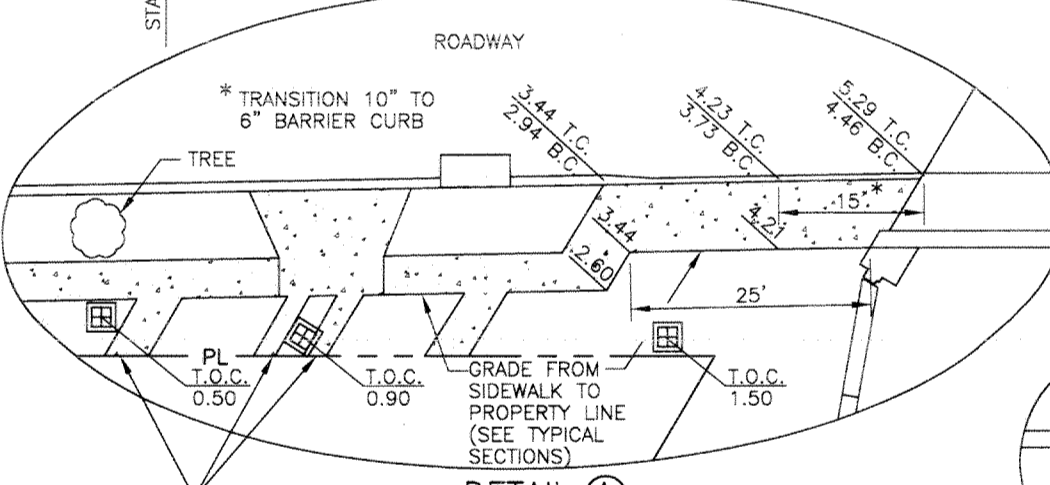 STA
ROADWAY
* TRANSITION 10" TO
6" BARRIER CURB
TREE
3.44 T.C.
2.94 B.C.
4.23 T.C.
3.73 B.C.
5.29 T.C.
4.46 B.C.
15' *
3.44
2.60
4.21
25'
PL
T.O.C.
0.50
T.O.C.
0.90
GRADE FROM
SIDEWALK TO
PROPERTY LINE
(SEE TYPICAL
SECTIONS)
T.O.C.
1.50
DETAIL